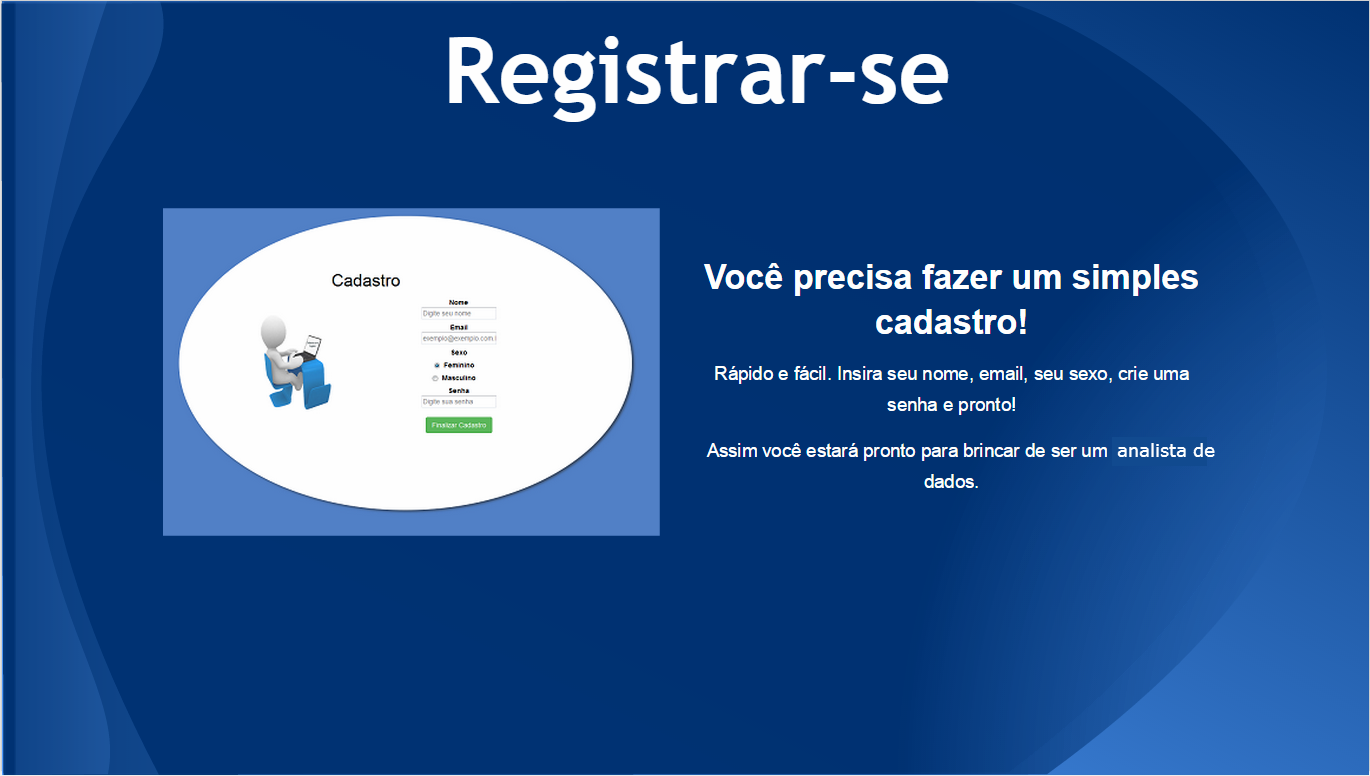 Registrar-se
Cadastro
Nome
Digite seu nome
Email
exemplo@exemplo.com.
Sexo
Feminino
Masculino
Senha
Digite sua senha
Finalizar Cadastro
Você precisa fazer um simples
cadastro!
Rápido e fácil. Insira seu nome, email, seu sexo, crie uma
senha e pronto!
Assim você estará pronto para brincar de ser um analista de
dados.